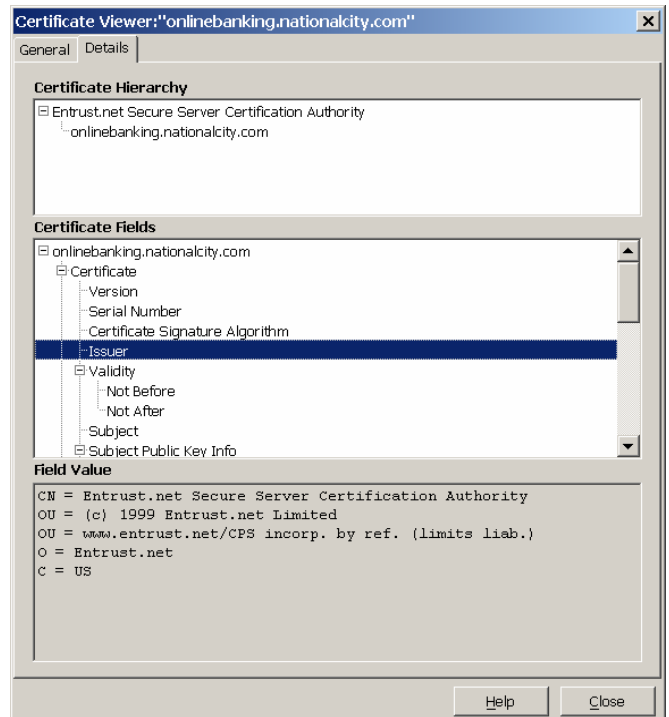 Certificate Viewer:"onlinebanking.nationalcity.com"
General Details
Certificate Hierarchy
Entrust.net Secure Server Certification Authority
onlinebanking.nationalcity.com
Certificate Fields
onlinebanking.nationalcity.com
Certificate
Version
Serial Number
Certificate Signature Algorithm
Issuer
Validity
Not Before
Not After
Subject
Subject Public Key Info
Field Value
CN = Entrust.net Secure Server Certification Authority
OU = (c) 1999 Entrust.net Limited
OU = www.entrust.net/CPS incorp. by ref. (limits liab.)
O = Entrust.net
C = US
Help Close